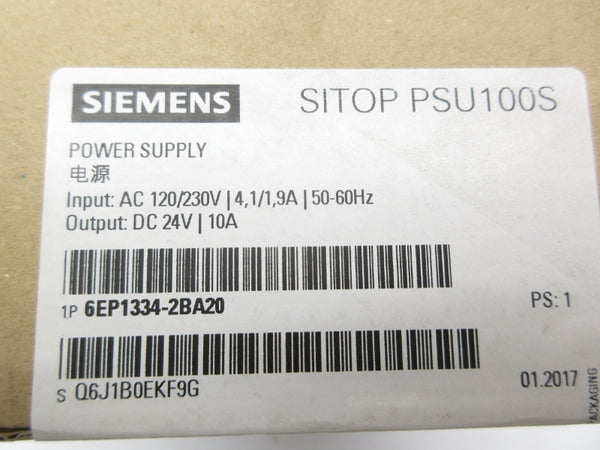 SIEMENS
SITOP PSU100S
POWER SUPPLY
电源
Input: AC 120/230V | 4,1/1,9A | 50-60Hz
Output: DC 24V | 10A
1P 6EP1334-2BA20
PS: 1
S Q6J1B0EKF9G
01.2017